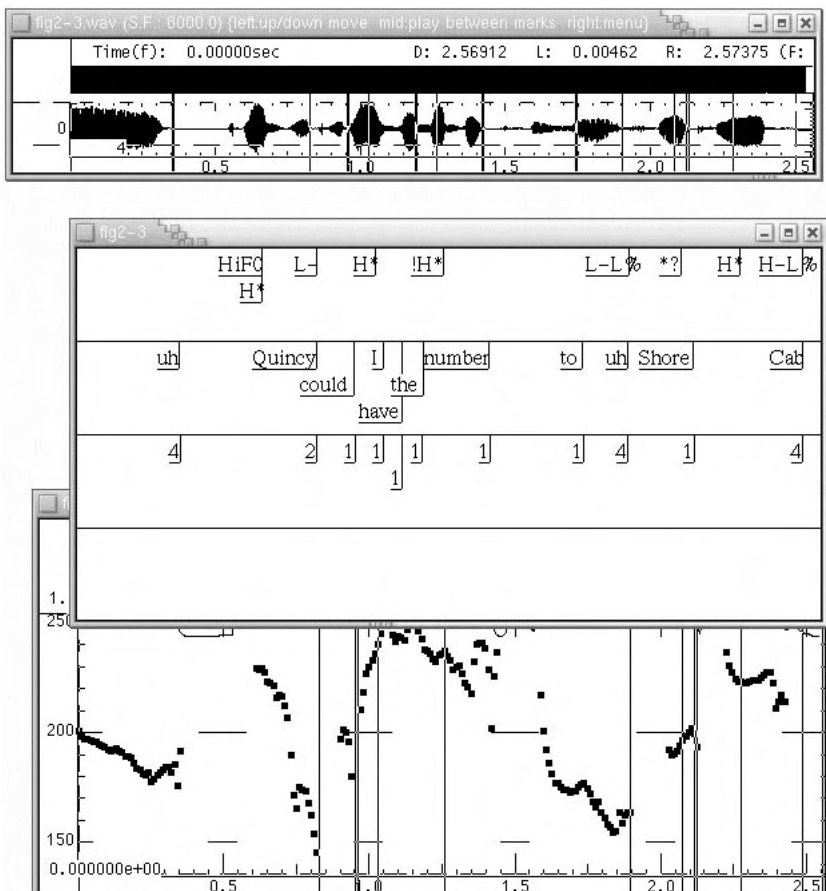 fig2-3.wav (S.F.: 8000.0) {left:up/down move mid:play between marks right:menu}
Time(f): 0.00000sec D: 2.56912 L: 0.00462 R: 2.57375 (F:
0
4
0.5 1.0 1.5 2.0 2.5
fig2-3
HiF0 L- H* !H* L-L% *? H* H-L%
H*
uh Quincy I number to uh Shore Cab
could the
have
4 2 1 1 1 1 1 4 1 4
1
1.
250
200
150
0.000000e+00
0.5 1.0 1.5 2.0 2.5